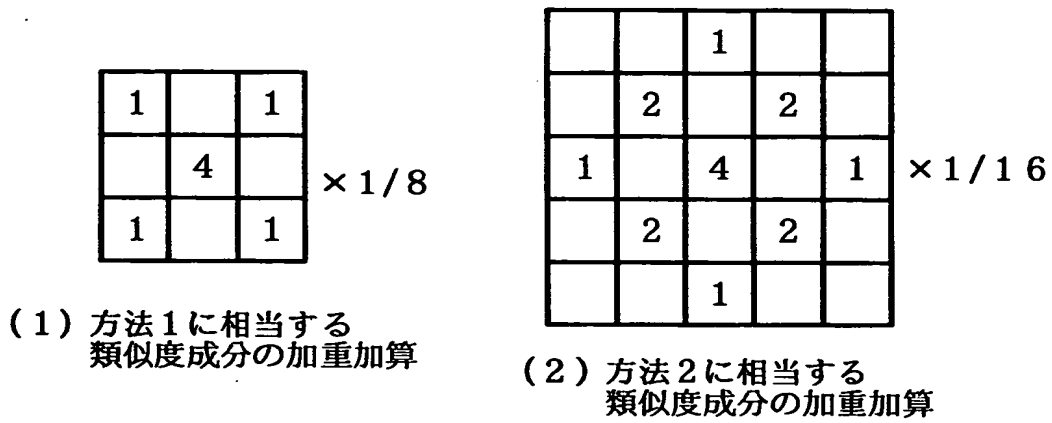 1 1
4
1 1
×1/8
(1)方法1に相当する
類似度成分の加重加算
1
2 2
1 4 1
2 2
1
×1/16
(2)方法2に相当する
類似度成分の加重加算